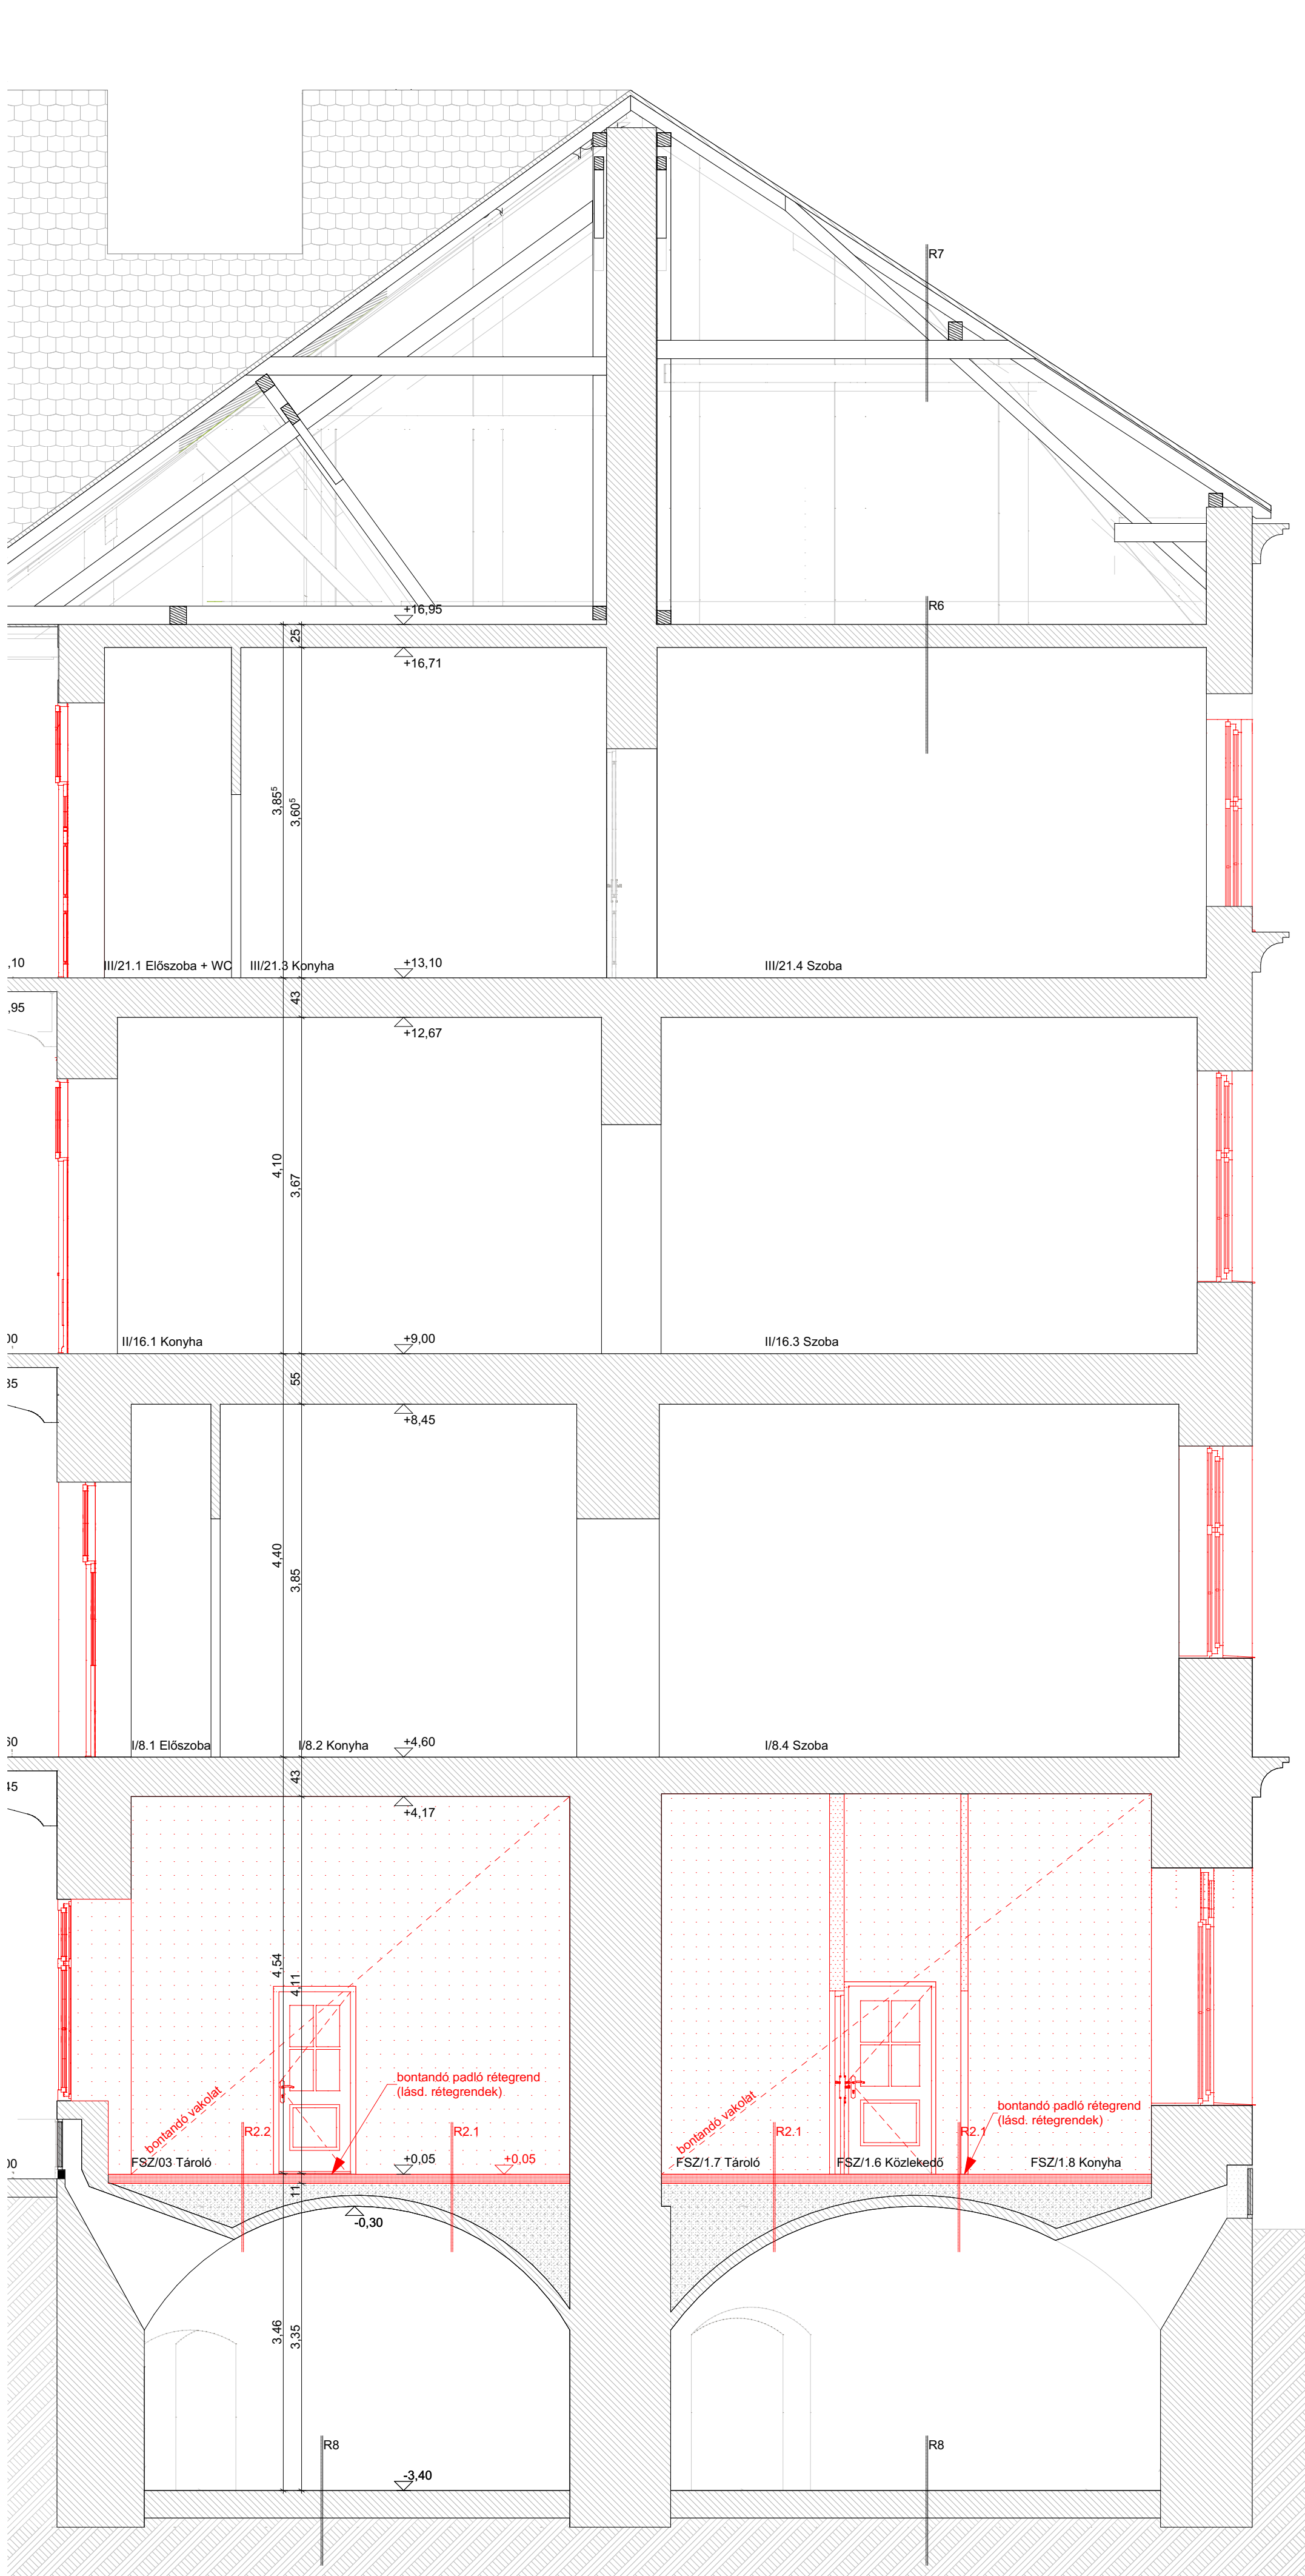 R7
+16,95
R6
25
+16,71
3,85⁵
3,60⁵
,10
III/21.1 Előszoba + WC
III/21.3 Konyha
+13,10
III/21.4 Szoba
,95
43
+12,67
4,10
3,67
00
II/16.1 Konyha
+9,00
II/16.3 Szoba
35
55
+8,45
4,40
3,85
60
I/8.1 Előszoba
I/8.2 Konyha
+4,60
I/8.4 Szoba
45
43
+4,17
4,54
4,11
bontandó padló rétegrend
(lásd. rétegrendek)
bontandó vakolat
R2.2
R2.1
bontandó vakolat
R2.1
R2.1
bontandó padló rétegrend
(lásd. rétegrendek)
00
FSZ/03 Tároló
+0,05
+0,05
FSZ/1.7 Tároló
FSZ/1.6 Közlekedő
FSZ/1.8 Konyha
11
-0,30
3,46
3,35
R8
R8
-3,40